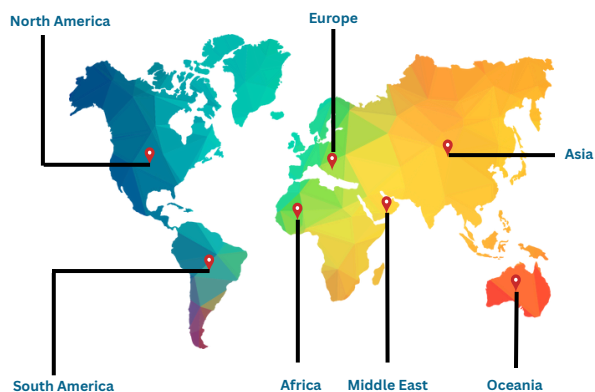 Europe
North America
Asia
South America
Africa
Middle East
Oceania